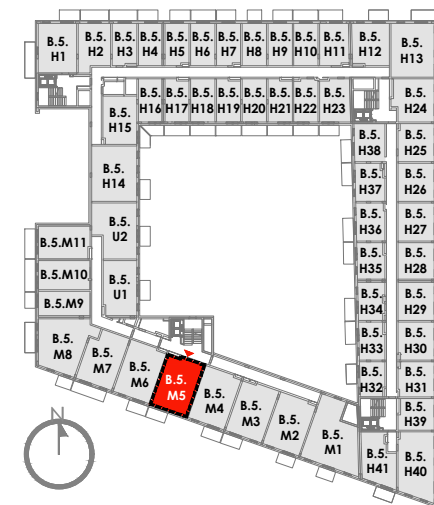 B.5.
H1
B.5.
H2
B.5.
H3
B.5.
H4
B.5.
H5
B.5.
H6
B.5.
H7
B.5.
H8
B.5.
H9
B.5.
H10
B.5.
H11
B.5.
H12
B.5.
H13
B.5.
H16
B.5.
H17
B.5.
H18
B.5.
H19
B.5.
H20
B.5.
H21
B.5.
H22
B.5.
H23
B.5.
H24
B.5.
H15
B.5.
H38
B.5.
H25
B.5.
H14
B.5.
H37
B.5.
H26
B.5.
U2
B.5.
H36
B.5.
H27
B.5.M11
B.5.
H35
B.5.
H28
B.5.M10
B.5.
U1
B.5.
H34
B.5.
H29
B.5.M9
B.5.
M8
B.5.
M7
B.5.
M6
B.5.
M5
B.5.
M4
B.5.
M3
B.5.
M2
B.5.
M1
B.5.
H33
B.5.
H30
B.5.
H32
B.5.
H31
B.5.
H39
B.5.
H41
B.5.
H40
N